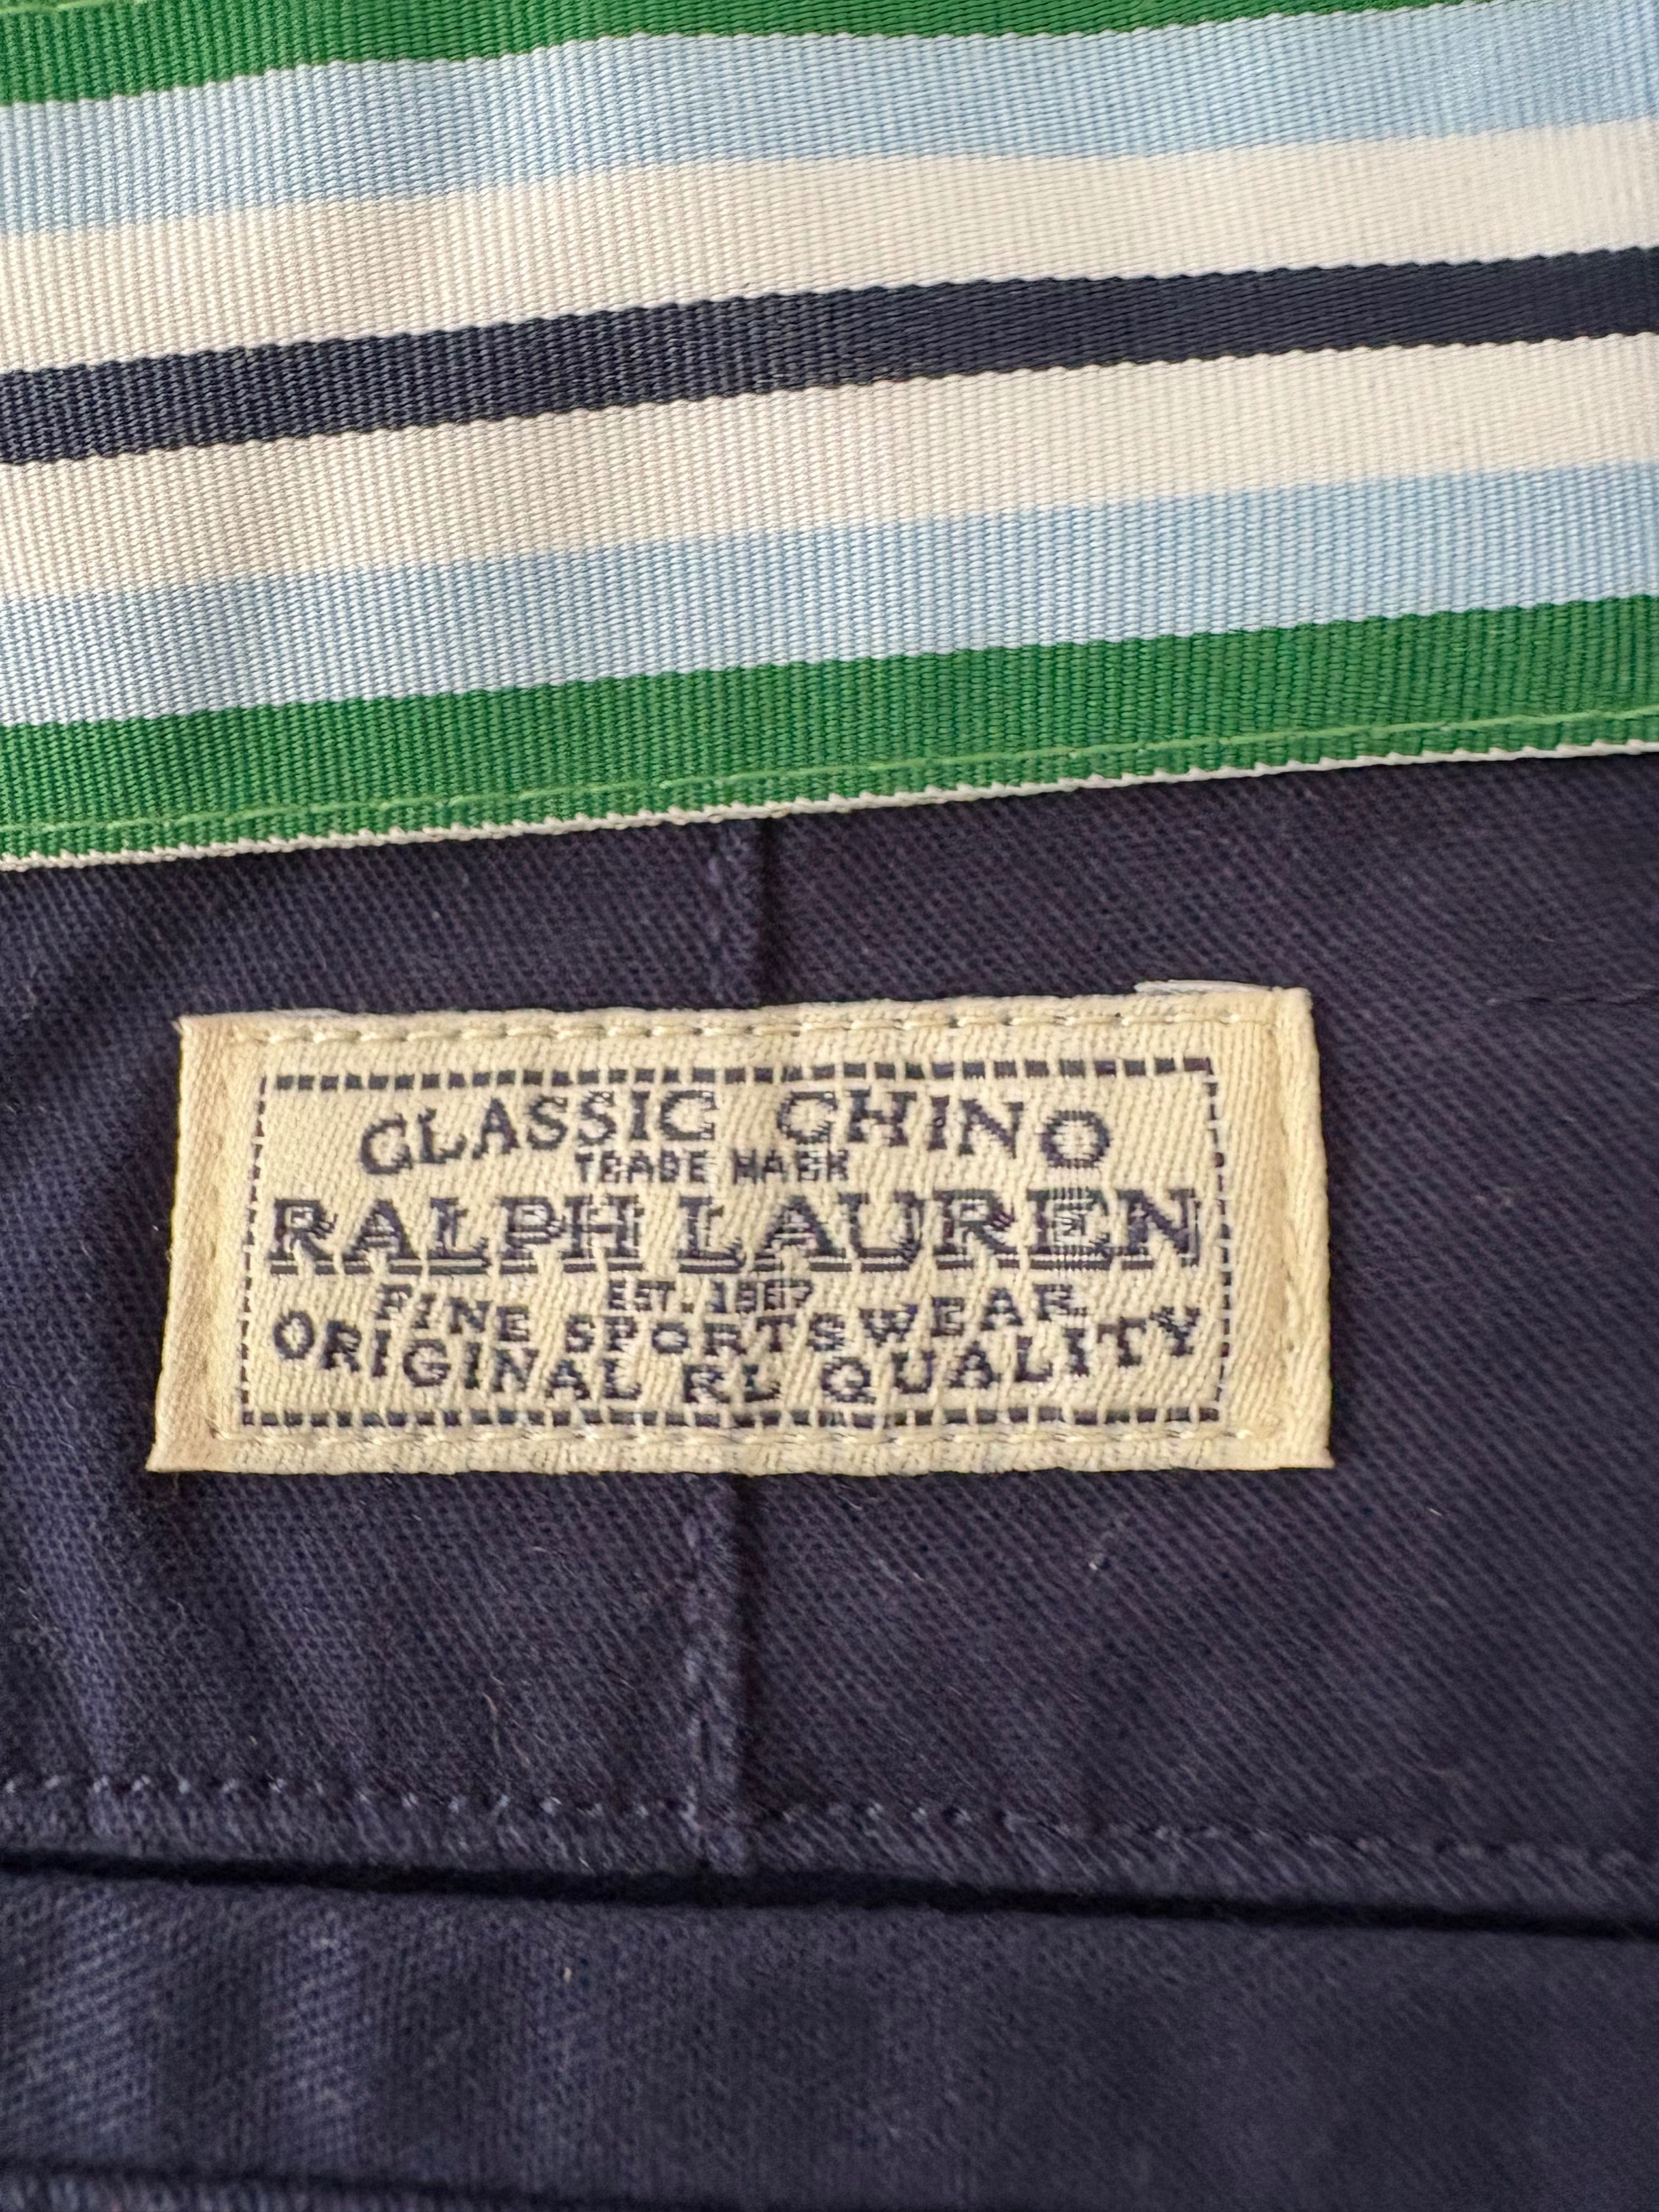 CLASSIC CHINO
TRADE MARK
RALPH LAUREN
EST. 1967
FINE SPORTSWEAR
ORIGINAL RL QUALITY